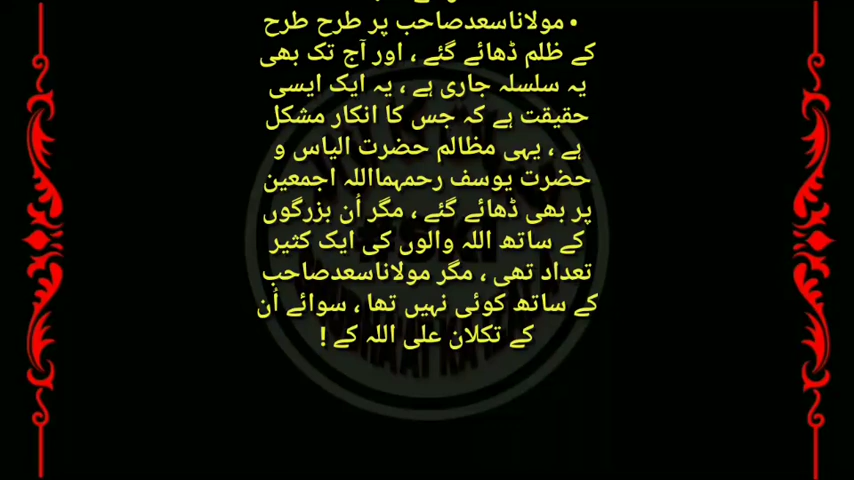 • مولاناسعدصاحب پر طرح طرح
کے ظلم ڈھائے گئے ، اور آج تک بھی
یہ سلسلہ جاری ہے ، یہ ایک ایسی
حقیقت ہے کہ جس کا انکار مشکل
ہے ، یہی مظالم حضرت الیاس و
حضرت یوسف رحمہمااللہ اجمعین
پر بھی ڈھائے گئے ، مگر اُن بزرگوں
کے ساتھ اللہ والوں کی ایک کثیر
تعداد تھی ، مگر مولاناسعدصاحب
کے ساتھ کوئی نہیں تھا ، سوائے اُن
کے تکلان علی اللہ کے !